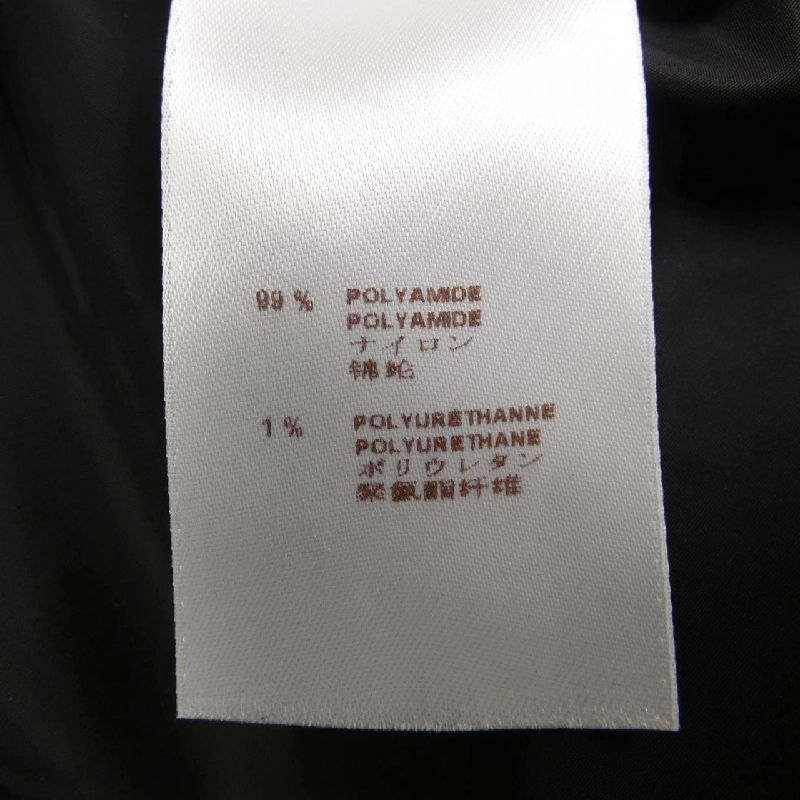 99 % POLYAMIDE
POLYAMIDE
ナイロン
锦纶
1 % POLYURETHANNE
POLYURETHANE
ポリウレタン
聚氨酯纤维